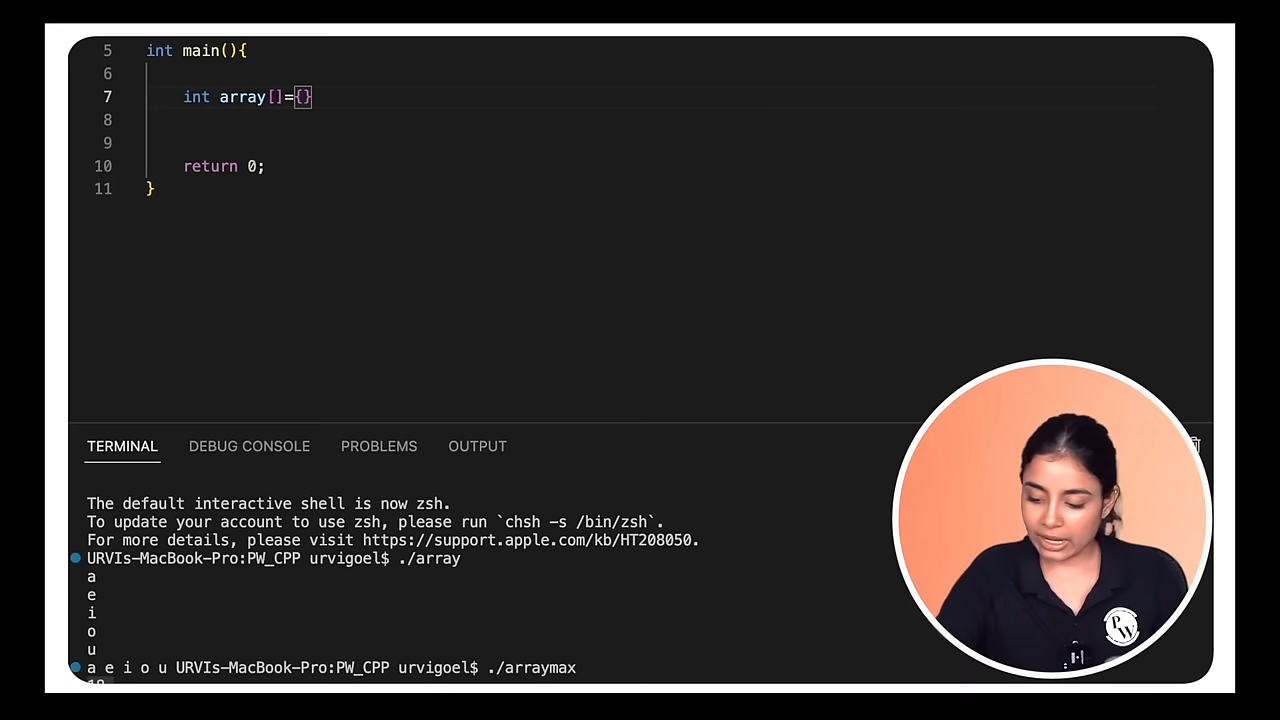 5 int main(){
6
7 int array[]={}
8
9
10 return 0;
11 }
TERMINAL DEBUG CONSOLE PROBLEMS OUTPUT
The default interactive shell is now zsh.
To update your account to use zsh, please run `chsh -s /bin/zsh`.
For more details, please visit https://support.apple.com/kb/HT208050.
URVIs-MacBook-Pro:PW_CPP urvigoel$ ./array
a
e
i
o
u
a e i o u URVIs-MacBook-Pro:PW_CPP urvigoel$ ./arraymax
PW